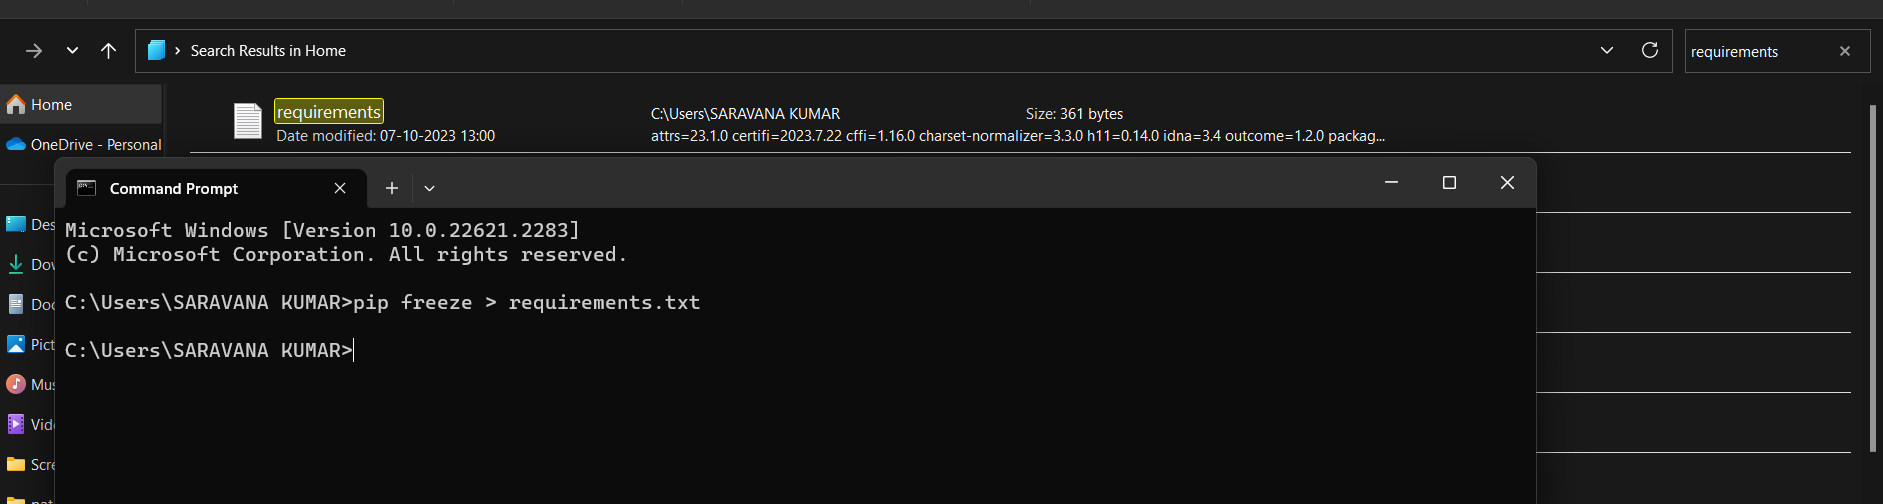 Search Results in Home
requirements
Home
requirements
C:\Users\SARAVANA KUMAR
Size: 361 bytes
Date modified: 07-10-2023 13:00
attrs=23.1.0 certifi=2023.7.22 cffi=1.16.0 charset-normalizer=3.3.0 h11=0.14.0 idna=3.4 outcome=1.2.0 packag...
OneDrive - Personal
Command Prompt
Microsoft Windows [Version 10.0.22621.2283]
(c) Microsoft Corporation. All rights reserved.
C:\Users\SARAVANA KUMAR>pip freeze > requirements.txt
C:\Users\SARAVANA KUMAR>
Des
Dov
Doc
Pict
Mus
Vide
Scre